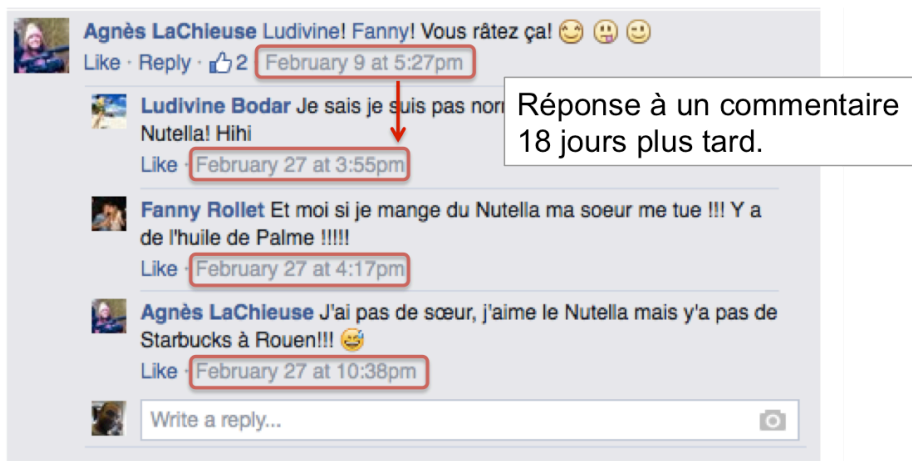 Agnès LaChieuse Ludivine! Fanny! Vous râtez ça! 😊 😜 😉
Like · Reply · 2 February 9 at 5:27pm
Réponse à un commentaire
18 jours plus tard.
Ludivine Bodar Je sais je suis pas
Nutella! Hihi
Like · February 27 at 3:55pm
Fanny Rollet Et moi si je mange du Nutella ma soeur me tue !!! Y a
de l'huile de Palme !!!!!
Like · February 27 at 4:17pm
Agnès LaChieuse J'ai pas de sœur, j'aime le Nutella mais y'a pas de
Starbucks à Rouen!!! 😅
Like · February 27 at 10:38pm
Write a reply...